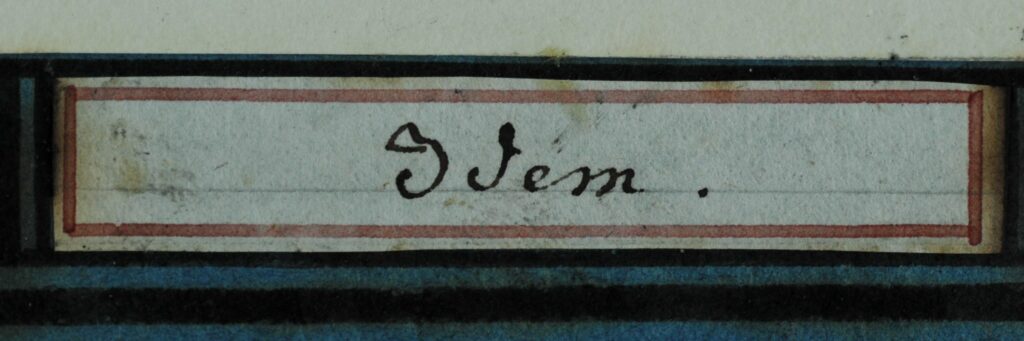 Idem .